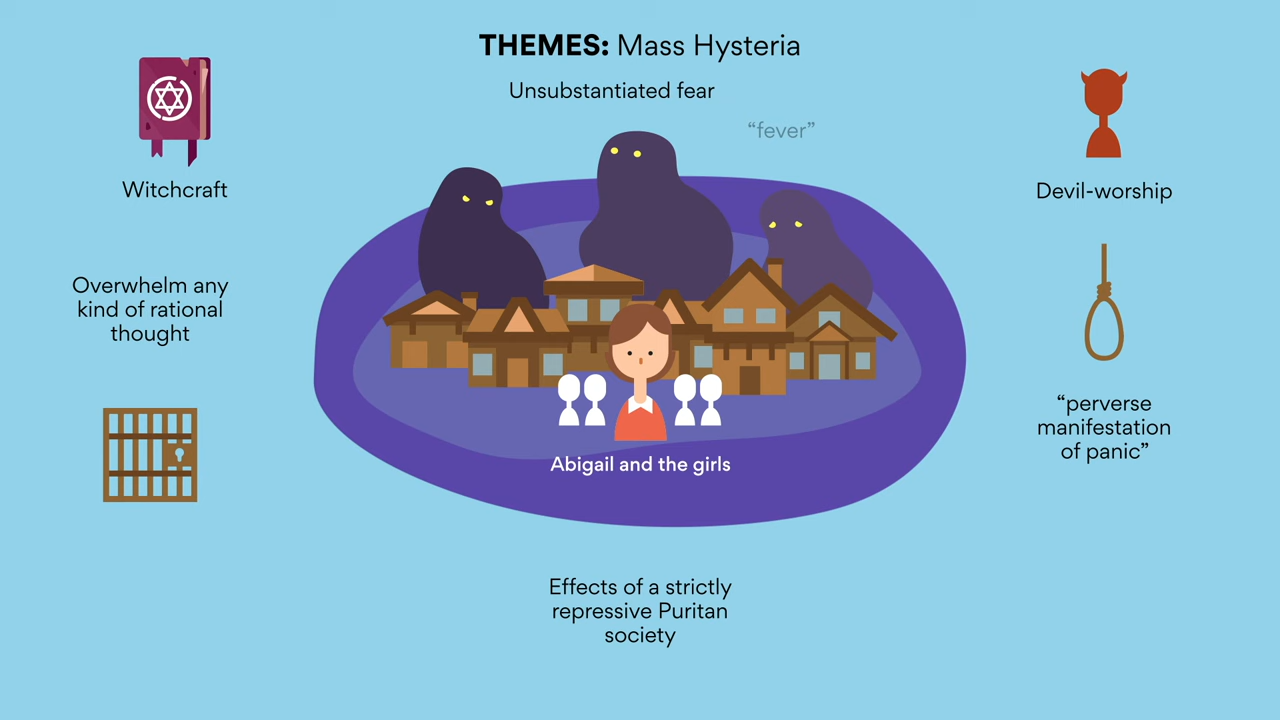 THEMES: Mass Hysteria
Unsubstantiated fear
“fever”
Witchcraft
Devil-worship
Overwhelm any
kind of rational
thought
“perverse
manifestation
of panic”
Abigail and the girls
Effects of a strictly
repressive Puritan
society